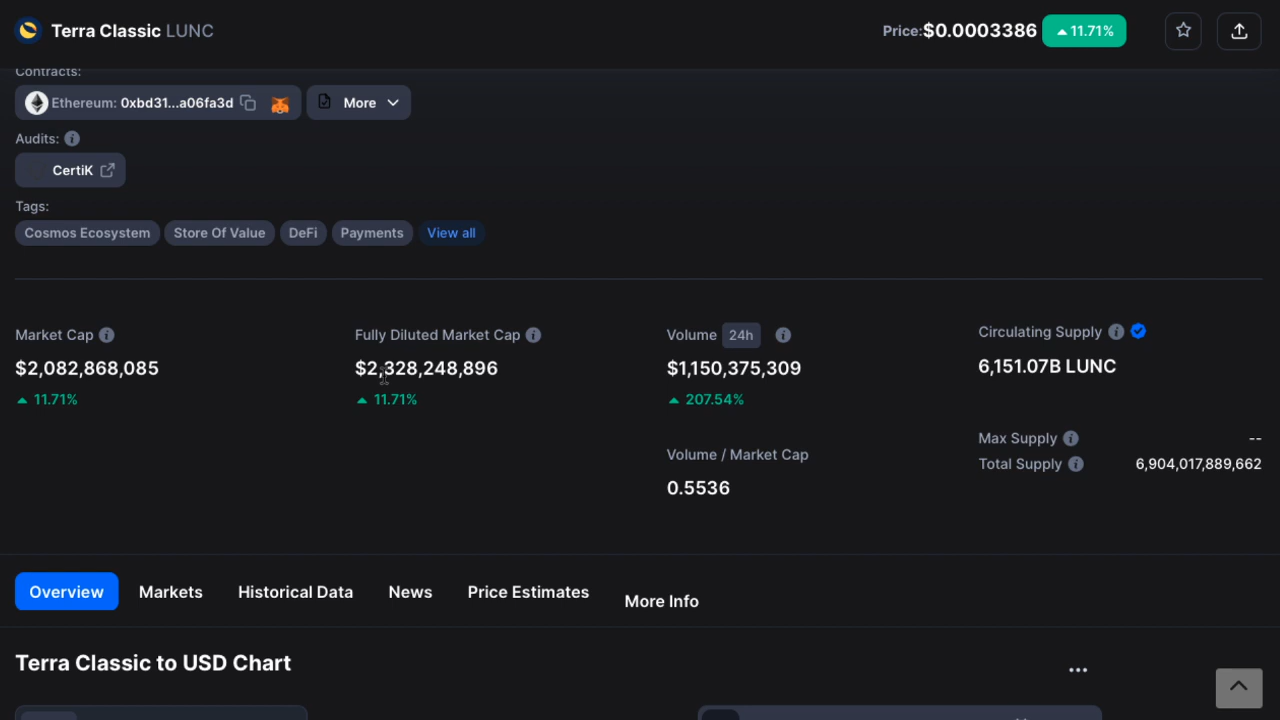 Terra Classic LUNC
Price:$0.0003386 11.71%
Contracts:
Ethereum: 0xbd31...a06fa3d More
Audits:
CertiK
Tags:
Cosmos Ecosystem Store Of Value DeFi Payments View all
Market Cap Fully Diluted Market Cap Volume 24h Circulating Supply
$2,082,868,085 $2,328,248,896 $1,150,375,309 6,151.07B LUNC
11.71% 11.71% 207.54%
Max Supply --
Volume / Market Cap Total Supply 6,904,017,889,662
0.5536
Overview Markets Historical Data News Price Estimates More Info
Terra Classic to USD Chart